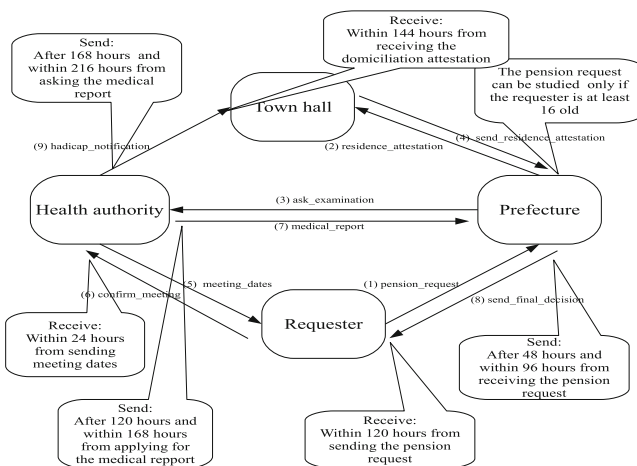 Send:
After 168 hours and
within 216 hours from
asking the medical
report
Receive:
Within 144 hours from
receiving the
domiciliation attestation
The pension request
can be studied only if
the requester is at least
16 old
Town hall
(4) send_residence_attestation
(2) residence_attestation
(9) hadicap_notification
(3) ask_examination
Health authority
Prefecture
(7) medical_report
(5) meeting_dates
(1) pension_request
(6) confirm_meeting
(8) send_final_decision
Requester
Receive:
Within 24 hours
from sending
meeting dates
Send:
After 48 hours and
within 96 hours from
receiving the pension
request
Send:
After 120 hours and
within 168 hours
from applying for
the medical repport
Receive:
Within 120 hours from
sending the pension
request